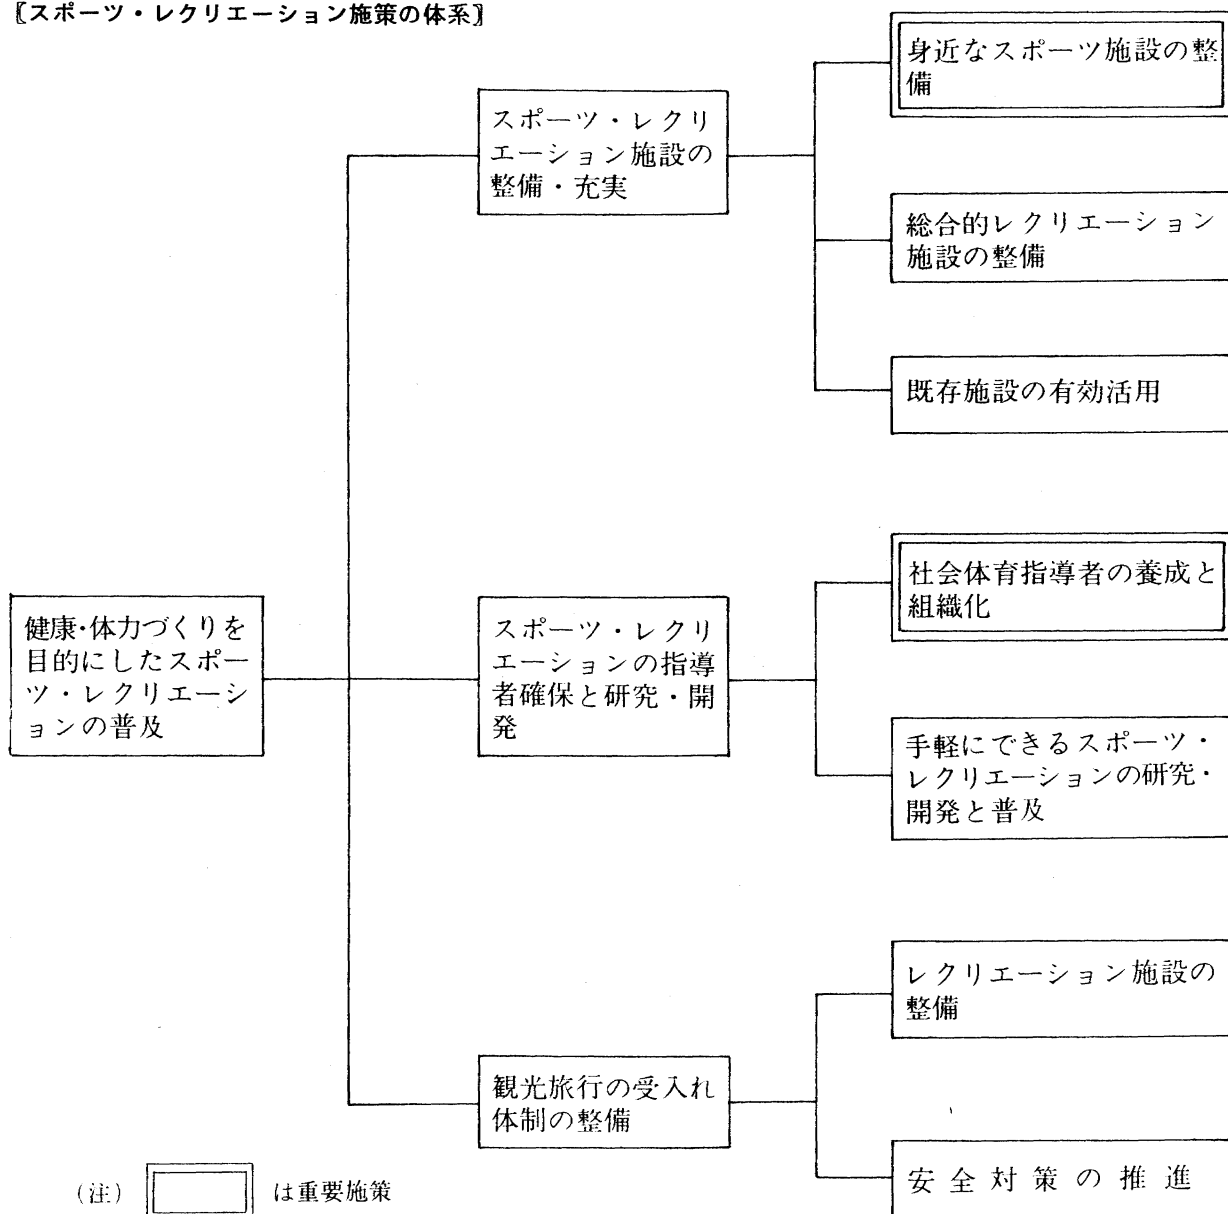 〖スポーツ・レクリエーション施策の体系〗
健康・体力づくりを
目的にしたスポー
ツ・レクリエーシ
ョンの普及
スポーツ・レクリ
エーション施設の
整備・充実
身近なスポーツ施設の整
備
総合的レクリエーション
施設の整備
既存施設の有効活用
スポーツ・レクリ
エーションの指導
者確保と研究・開
発
社会体育指導者の養成と
組織化
手軽にできるスポーツ・
レクリエーションの研究・
開発と普及
観光旅行の受入れ
体制の整備
レクリエーション施設の
整備
安全対策の推進
（注） は重要施策